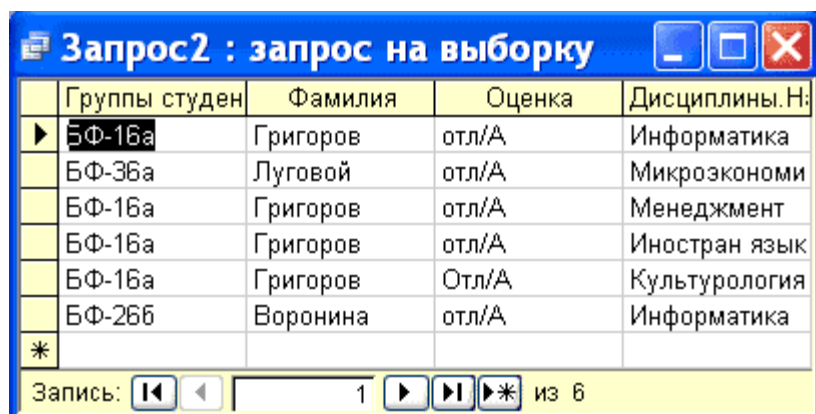 Запрос2 : запрос на выборку
Группы студен Фамилия Оценка Дисциплины.На
БФ-16а Григоров отл/А Информатика
БФ-36а Луговой отл/А Микроэкономи
БФ-16а Григоров отл/А Менеджмент
БФ-16а Григоров отл/А Иностран язык
БФ-16а Григоров Отл/А Культурология
БФ-26б Воронина отл/А Информатика
Запись: 1 из 6